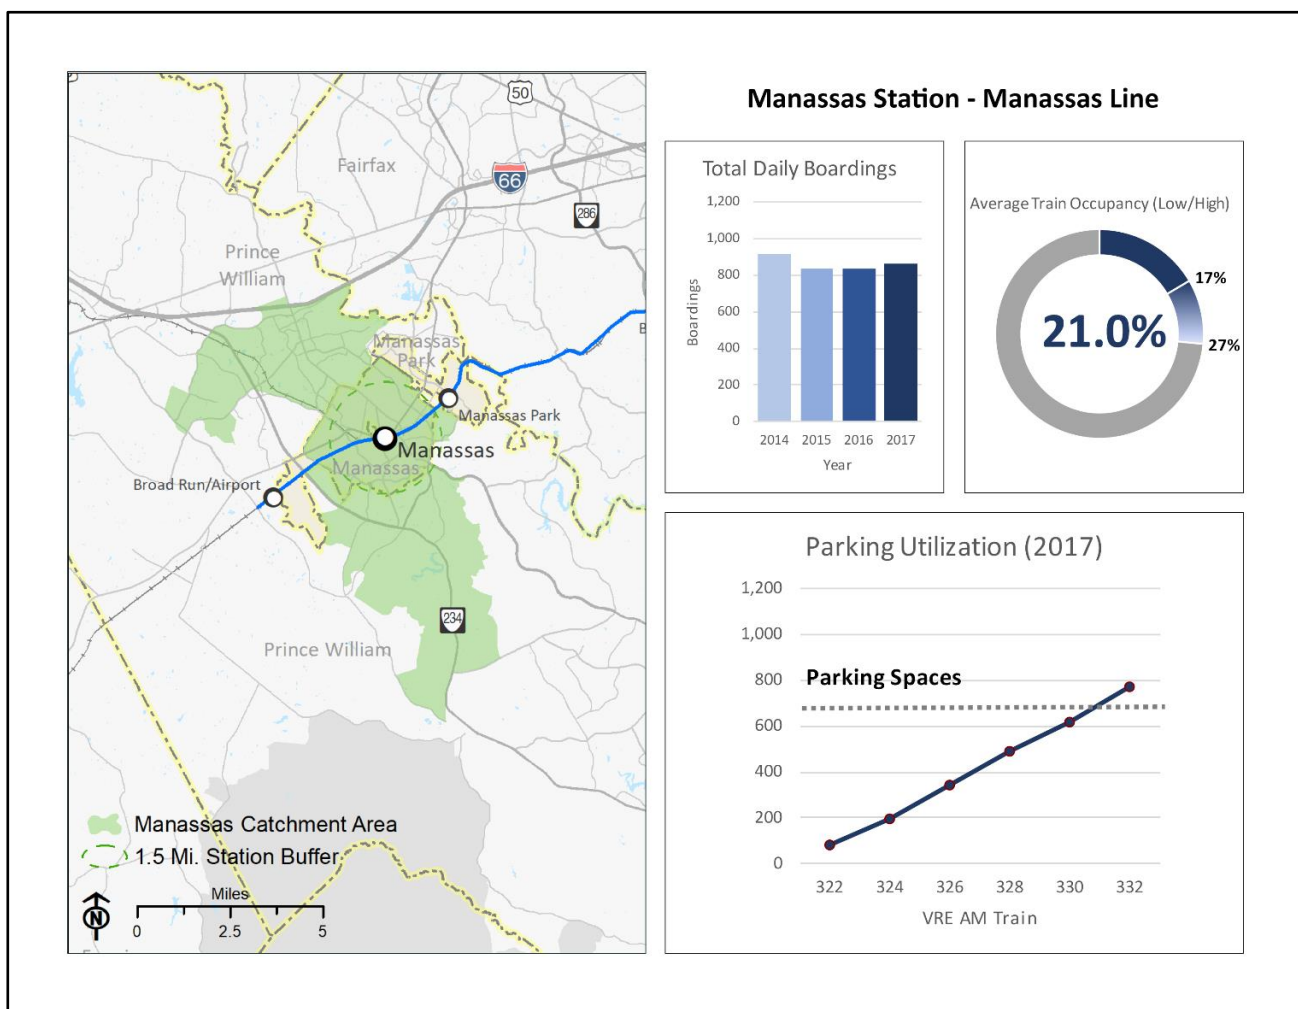 50
Fairfax
66
286
Prince
William
Manassas
Park
B
Manassas Park
Manassas
Manassas
Broad Run/Airport
234
Prince William
Manassas Catchment Area
1.5 Mi. Station Buffer
Miles
N
0 2.5 5
Manassas Station - Manassas Line
Total Daily Boardings
1,200
1,000
800
600
400
200
0
Boardings
2014 2015 2016 2017
Year
Average Train Occupancy (Low/High)
17%
21.0%
27%
Parking Utilization (2017)
1,200
1,000
800
Parking Spaces
600
400
200
0
322 324 326 328 330 332
VRE AM Train